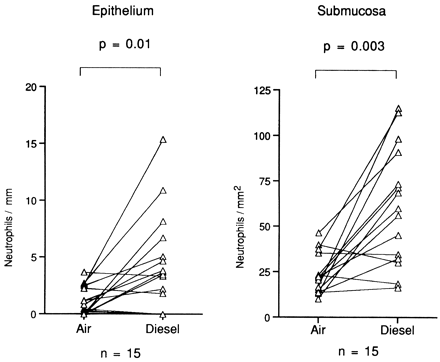 Epithelium
p = 0.01
20
15
10
5
0
Neutrophils / mm
Air
Diesel
n = 15
Submucosa
p = 0.003
125
100
75
50
25
0
Neutrophils / mm²
Air
Diesel
n = 15